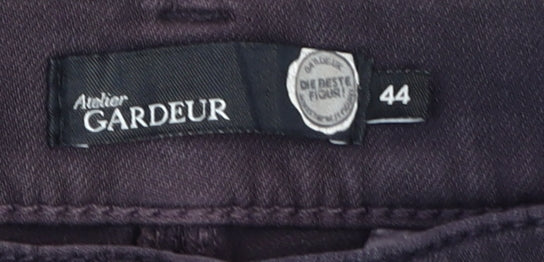 Atelier
GARDEUR
GARDEUR
DIE BESTE
FIGUR!
44